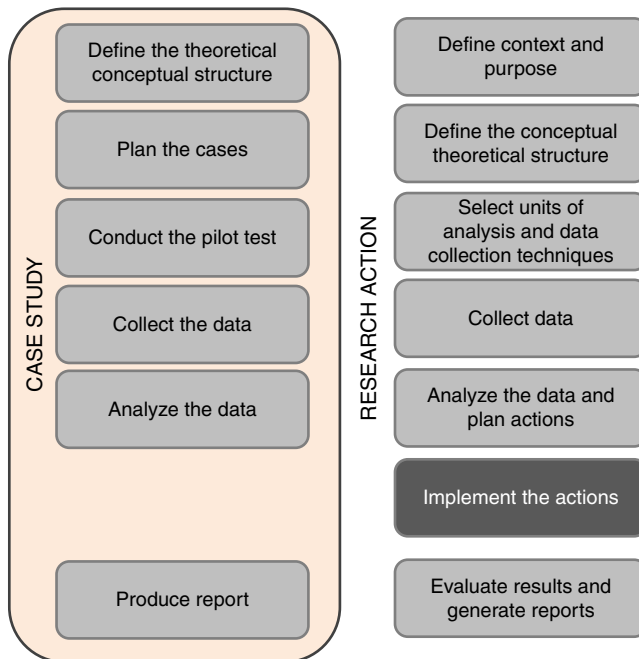 CASE STUDY
Define the theoretical
conceptual structure
Plan the cases
Conduct the pilot test
Collect the data
Analyze the data
Produce report
RESEARCH ACTION
Define context and
purpose
Define the conceptual
theoretical structure
Select units of
analysis and data
collection techniques
Collect data
Analyze the data and
plan actions
Implement the actions
Evaluate results and
generate reports